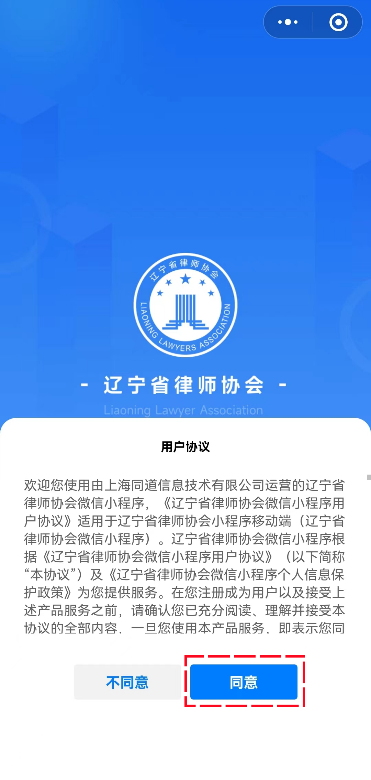 辽宁省律师协会
LIAONING LAWYERS ASSOCIATION
- 辽宁省律师协会 -
Liaoning Lawyer Association
用户协议
欢迎您使用由上海同道信息技术有限公司运营的辽宁省
律师协会微信小程序，《辽宁省律师协会微信小程序用
户协议》适用于辽宁省律师协会小程序移动端（辽宁省
律师协会微信小程序）。辽宁省律师协会微信小程序根
据《辽宁省律师协会微信小程序用户协议》（以下简称
“本协议”）及《辽宁省律师协会微信小程序个人信息保
护政策》为您提供服务。在您注册成为用户以及接受上
述产品服务之前，请确认您已充分阅读、理解并接受本
协议的全部内容，一旦您使用本产品服务，即表示您同
不同意
同意